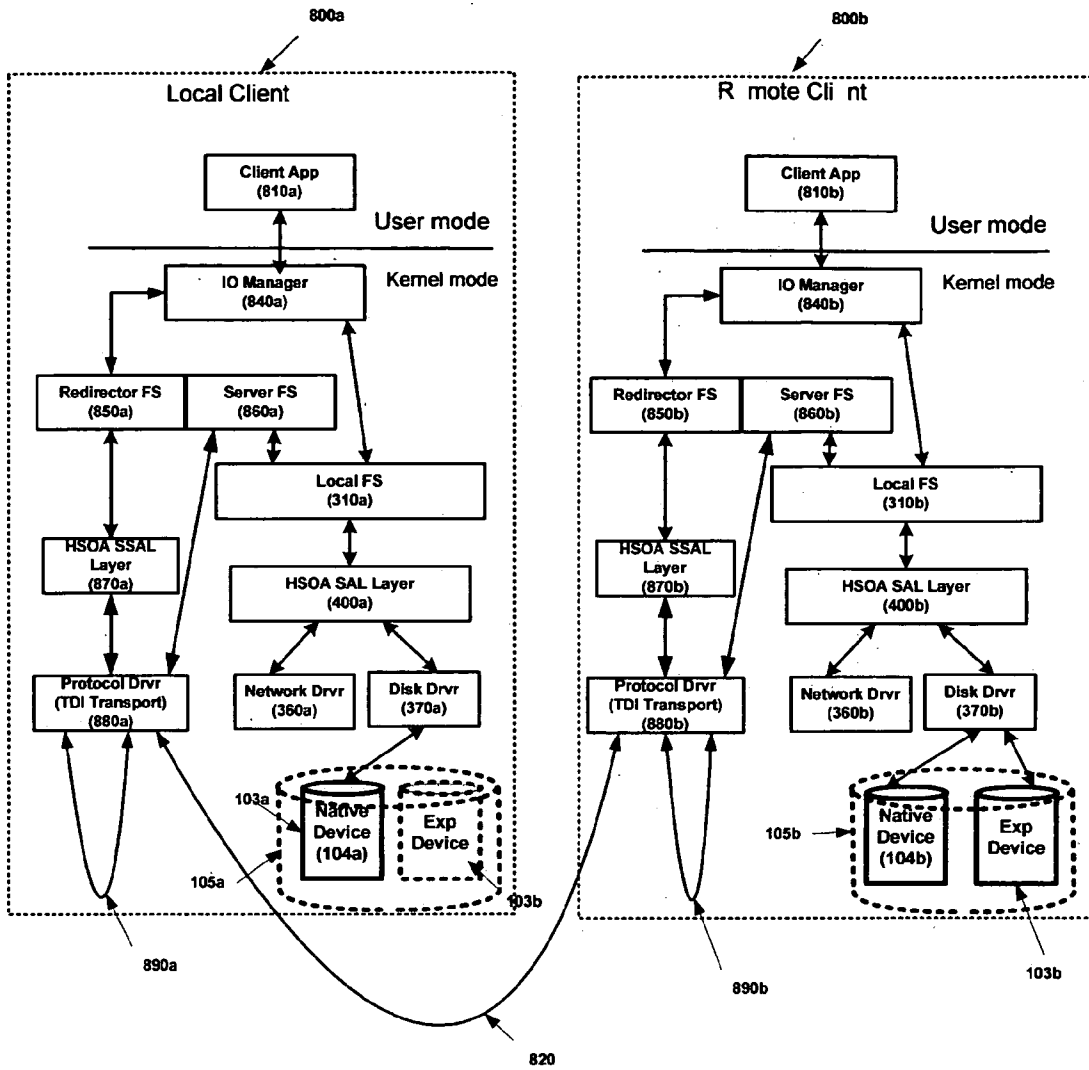 800a
800b
Local Client
R mote Cli nt
Client App
(810a)
User mode
Kernel mode
IO Manager
(840a)
Redirector FS
(850a)
Server FS
(860a)
Local FS
(310a)
HSOA SSAL
Layer
(870a)
HSOA SAL Layer
(400a)
Protocol Drvr
(TDI Transport)
(880a)
Network Drvr
(360a)
Disk Drvr
(370a)
103a
Native
Device
(104a)
Exp
Device
105a
103b
890a
Client App
(810b)
User mode
Kernel mode
IO Manager
(840b)
Redirector FS
(850b)
Server FS
(860b)
Local FS
(310b)
HSOA SSAL
Layer
(870b)
HSOA SAL Layer
(400b)
Protocol Drvr
(TDI Transport)
(880b)
Network Drvr
(360b)
Disk Drvr
(370b)
105b
Native
Device
(104b)
Exp
Device
103b
890b
820